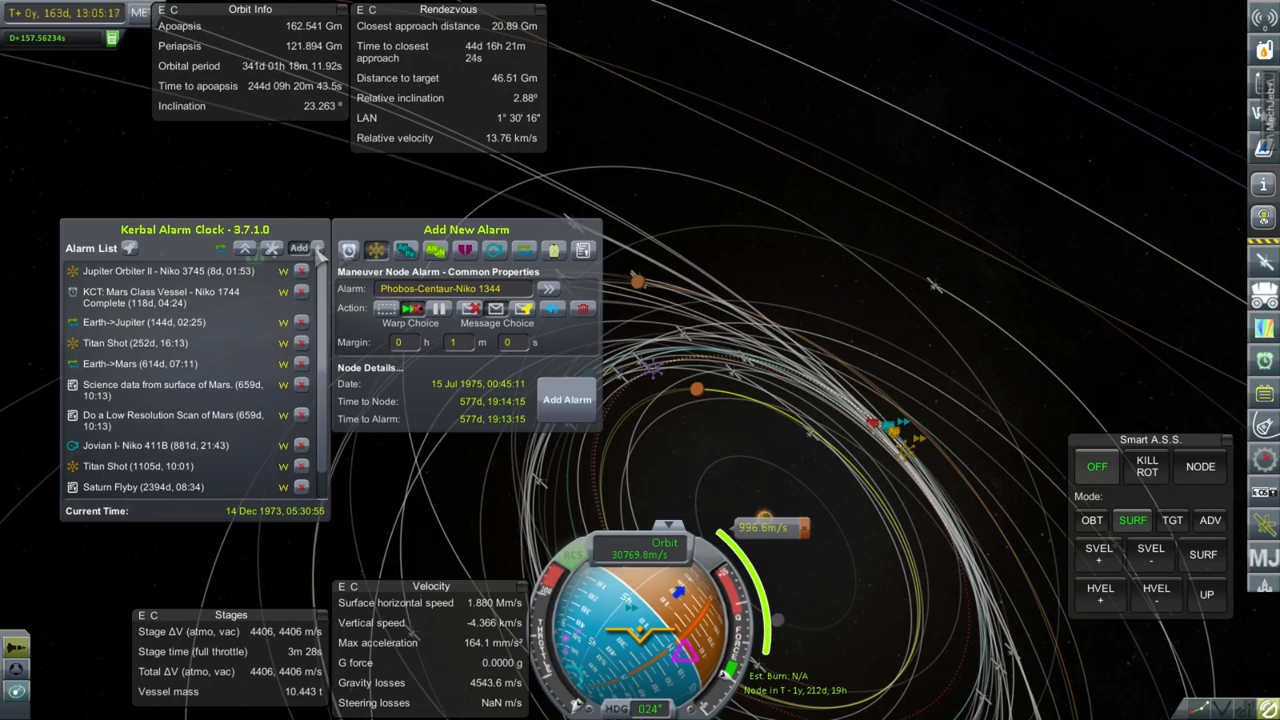 T+ 0y, 163d, 13:05:17
MET
D+157.56234s
E C Orbit Info
Apoapsis 162.541 Gm
Periapsis 121.894 Gm
Orbital period 341d 01h 18m 11.92s
Time to apoapsis 244d 09h 20m 43.5s
Inclination 23.263 °
E C Rendezvous
Closest approach distance 20.89 Gm
Time to closest approach 44d 16h 21m 24s
Distance to target 46.51 Gm
Relative inclination 2.88°
LAN 1° 30' 16"
Relative velocity 13.76 km/s
MechJeb
Kerbal Alarm Clock - 3.7.1.0
Alarm List Add
Jupiter Orbiter II - Niko 3745 (8d, 01:53) W
KCT: Mars Class Vessel - Niko 1744 W
Complete (118d, 04:24)
Earth->Jupiter (144d, 02:25) W
Titan Shot (252d, 16:13) W
Earth->Mars (614d, 07:11) W
Science data from surface of Mars. (659d, W
10:13)
Do a Low Resolution Scan of Mars (659d, W
10:13)
Jovian I- Niko 411B (881d, 21:43) W
Titan Shot (1105d, 10:01) W
Saturn Flyby (2394d, 08:34) W
Current Time: 14 Dec 1973, 05:30:55
Add New Alarm
Maneuver Node Alarm - Common Properties
Alarm: Phobos-Centaur-Niko 1344 >>
Action:
Warp Choice Message Choice
Margin: 0 h 1 m 0 s
Node Details...
Date: 15 Jul 1975, 00:45:11
Time to Node: 577d, 19:14:15
Time to Alarm: 577d, 19:13:15
Add Alarm
996.8m/s
Smart A.S.S.
OFF KILL ROT NODE
Mode:
OBT SURF TGT ADV
SVEL + SVEL - SURF
HVEL + HVEL - UP
kOS
MJ
RCS
Orbit
30769.8m/s
THROTTLE
G FORCE
HDG 024°
Est. Burn: N/A
Node in T - 1y, 212d, 19h
E C Velocity
Surface horizontal speed 1.880 Mm/s
Vertical speed -4.366 km/s
Max acceleration 164.1 mm/s²
G force 0.0000 g
Gravity losses 4543.6 m/s
Steering losses NaN m/s
E C Stages
Stage ΔV (atmo, vac) 4406, 4406 m/s
Stage time (full throttle) 3m 28s
Total ΔV (atmo, vac) 4406, 4406 m/s
Vessel mass 10.443 t